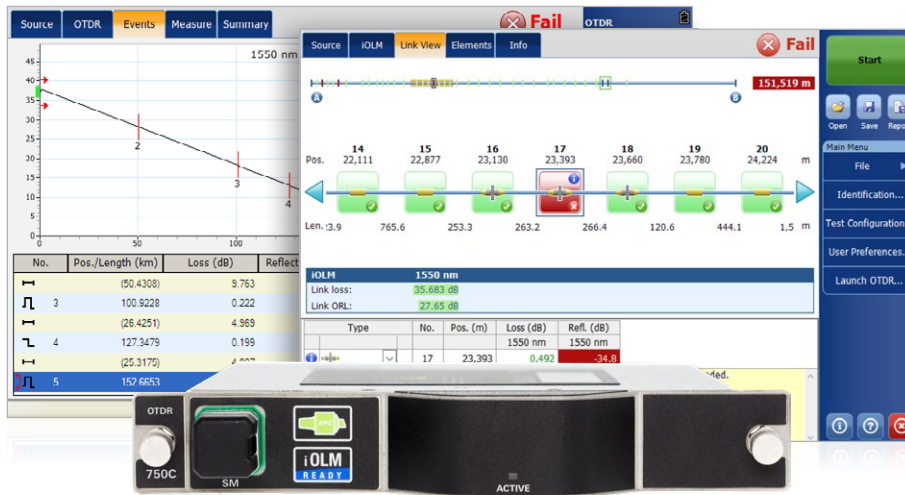 Source OTDR Events Measure Summary
Fail
OTDR
1550 nm
45
40
35
30
25
20
15
10
5
0
0 50 100
2
3
4
No. Pos./Length (km) Loss (dB)
(50.4308) 9.763
3 100.9228 0.222
(26.4251) 4.969
4 127.3479 0.199
(25.3175)
5 152.6653
Source iOLM Link View Elements Info
Fail
A B 151,519 m
14 15 16 17 18 19 20
Pos. 22,111 22,877 23,130 23,393 23,660 23,780 24,224 m
Len. 3.9 765.6 253.3 263.2 266.4 120.6 444.1 1,5 m
iOLM 1550 nm
Link loss: 35.683 dB
Link ORL: 27.65 dB
Type No. Pos. (m) Loss (dB) Refl. (dB)
1550 nm 1550 nm
17 23,393 0.492 -34.8
Start
Open Save
Main Menu
File
Identification...
Test Configuration
User Preferences.
Launch OTDR...
OTDR
750C
SM
APC
iOLM
READY
ACTIVE